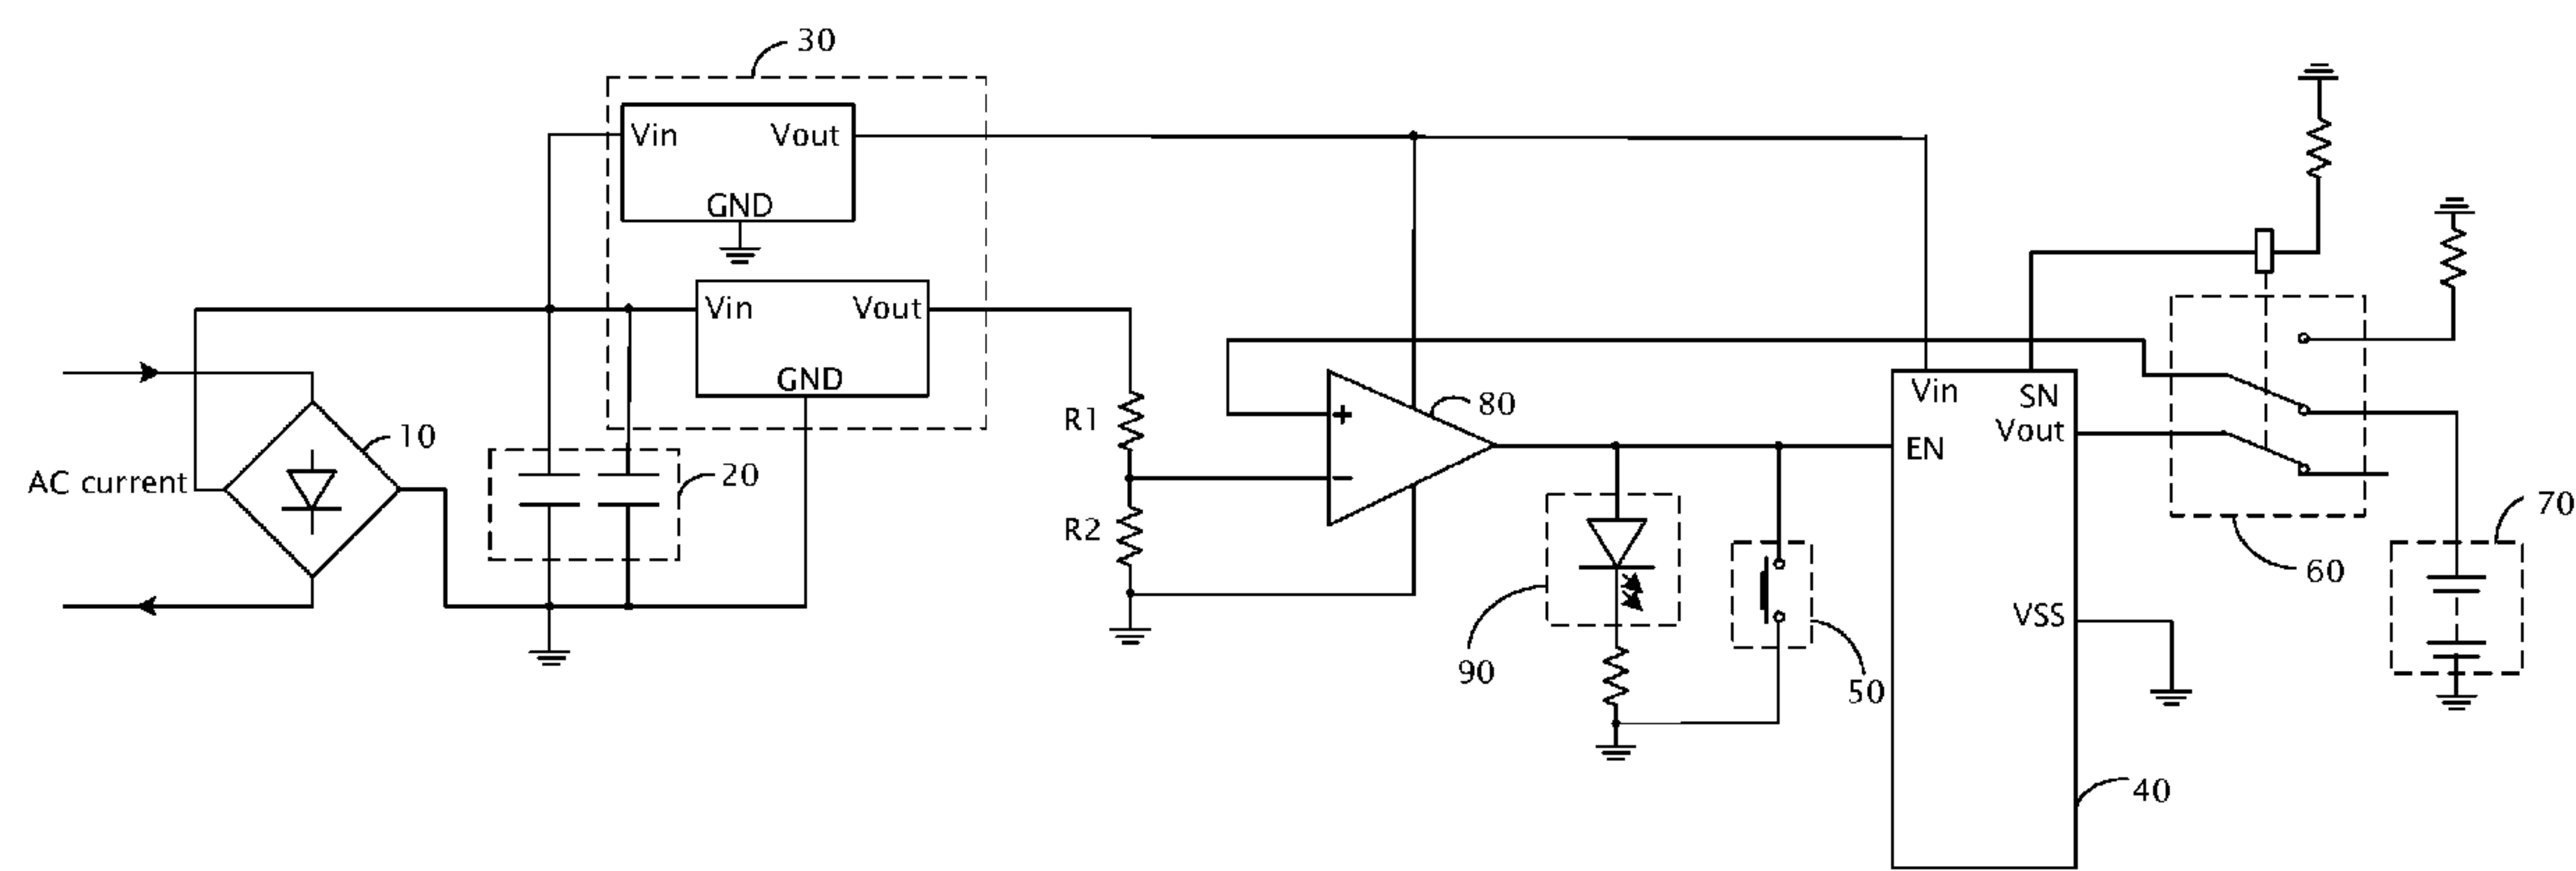 30
Vin Vout
GND
Vin Vout
GND
10
AC current
20
R1
R2
+
−
80
90
50
Vin SN
Vout
EN
VSS
40
60
70